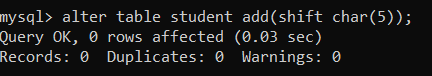 mysql> alter table student add(shift char(5));
Query OK, 0 rows affected (0.03 sec)
Records: 0  Duplicates: 0  Warnings: 0